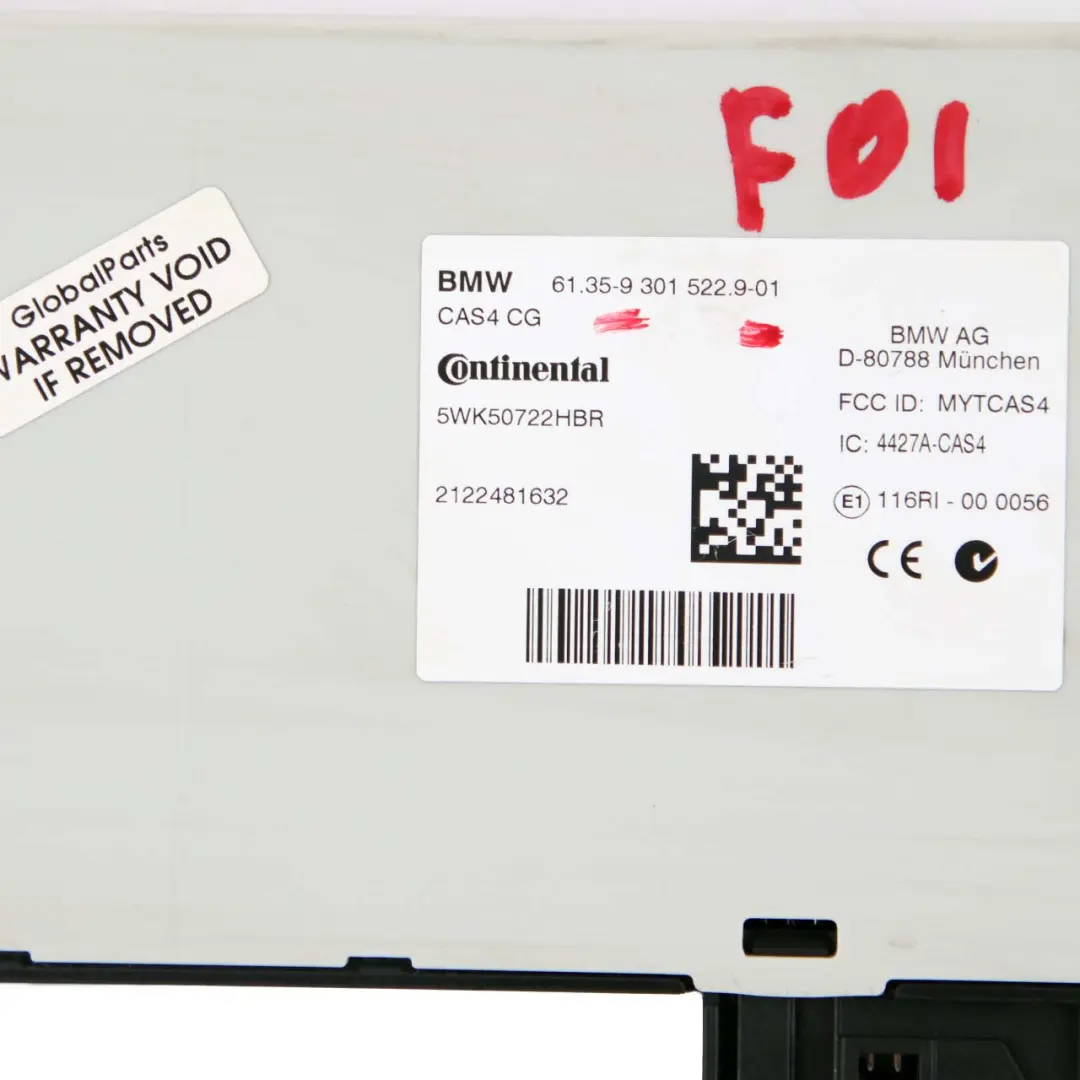 F01
GlobalParts
WARRANTY VOID
IF REMOVED
BMW 61.35-9 301 522.9-01
CAS4 CG
Continental
5WK50722HBR
2122481632
BMW AG
D-80788 München
FCC ID: MYTCAS4
IC: 4427A-CAS4
E1 116RI - 00 0056
CE